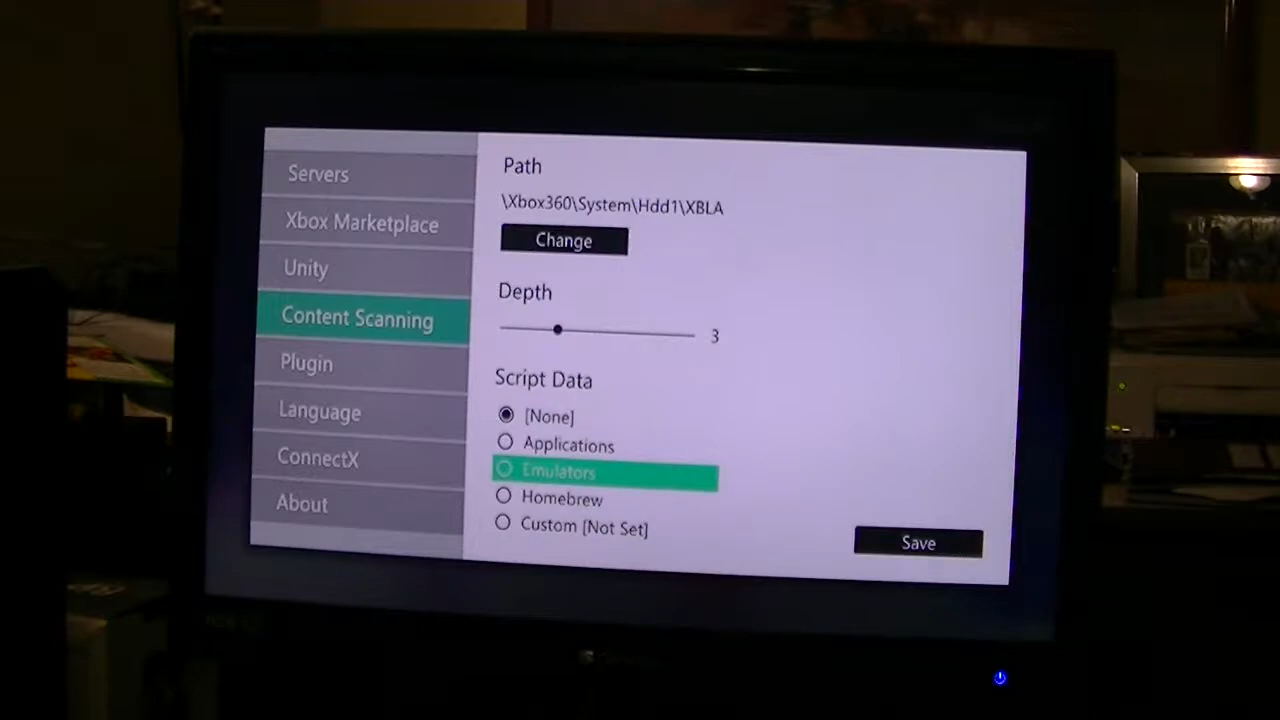 Servers
Xbox Marketplace
Unity
Content Scanning
Plugin
Language
ConnectX
About
Path
\Xbox360\System\Hdd1\XBLA
Change
Depth
3
Script Data
[None]
Applications
Emulators
Homebrew
Custom [Not Set]
Save